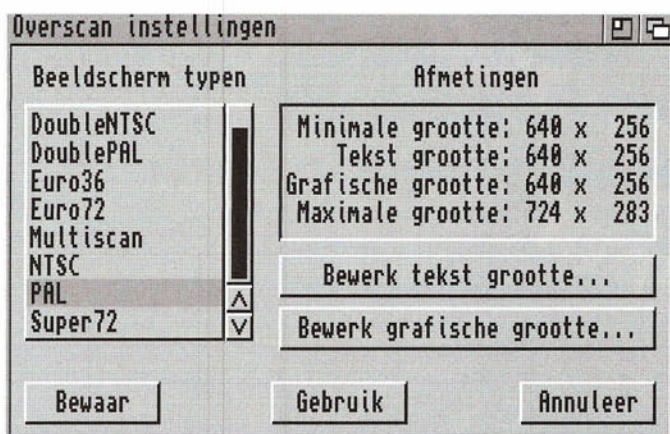 Overscan instellingen
Beeldscherm typen
DoubleNTSC
DoublePAL
Euro36
Euro72
Multiscan
NTSC
PAL
Super72
Afmetingen
Minimale grootte: 640 x 256
Tekst grootte: 640 x 256
Grafische grootte: 640 x 256
Maximale grootte: 724 x 283
Bewerk tekst grootte...
Bewerk grafische grootte...
Bewaar
Gebruik
Annuleer